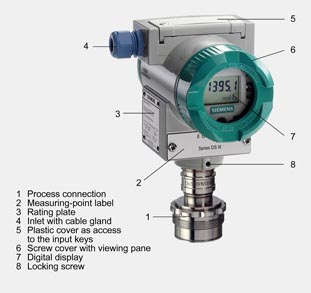 5
6
4
1395.1
SIEMENS
3
7
Series DS III
8
2
1
1 Process connection
2 Measuring-point label
3 Rating plate
4 Inlet with cable gland
5 Plastic cover as access
to the input keys
6 Screw cover with viewing pane
7 Digital display
8 Locking screw